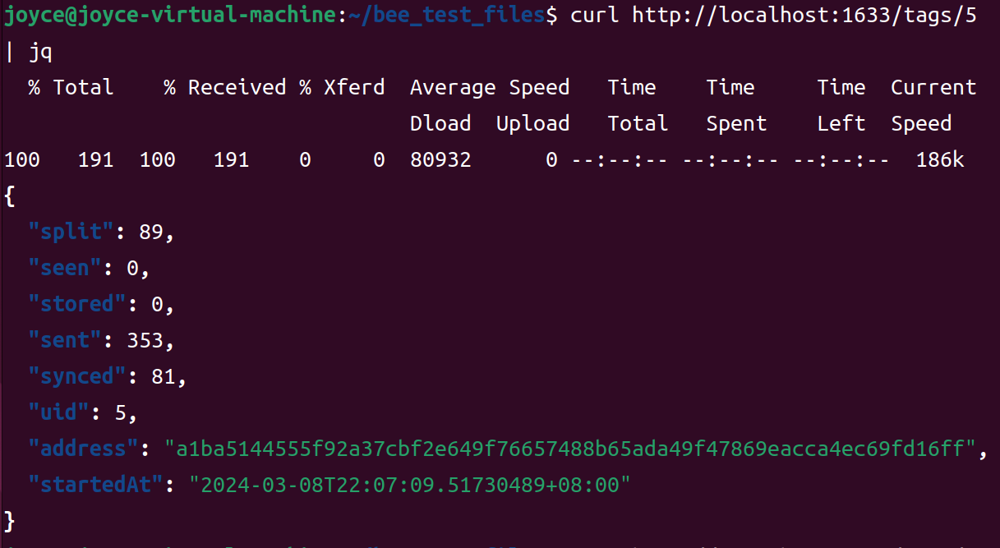 joyce@joyce-virtual-machine:~/bee_test_files$ curl http://localhost:1633/tags/5
| jq
% Total % Received % Xferd Average Speed Time Time Time Current
Dload Upload Total Spent Left Speed
100 191 100 191 0 0 80932 0 --:--:-- --:--:-- --:--:-- 186k
{
"split": 89,
"seen": 0,
"stored": 0,
"sent": 353,
"synced": 81,
"uid": 5,
"address": "a1ba5144555f92a37cbf2e649f76657488b65ada49f47869eacca4ec69fd16ff",
"startedAt": "2024-03-08T22:07:09.51730489+08:00"
}